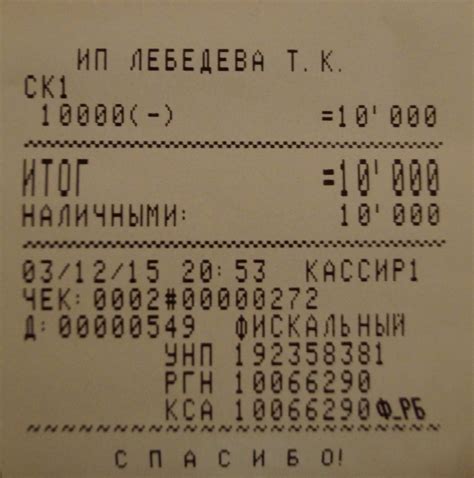 ИП ЛЕБЕДЕВА Т.К.
СК1
10000(-) =10'000
ИТОГ =10'000
НАЛИЧНЫМИ: 10'000
03/12/15 20:53 КАССИР1
ЧЕК:0002#00000272
Д:00000549 ФИСКАЛЬНЫЙ
УНП 192358381
РГН 10066290
КСА 10066290Ф_РБ
СПАСИБО!